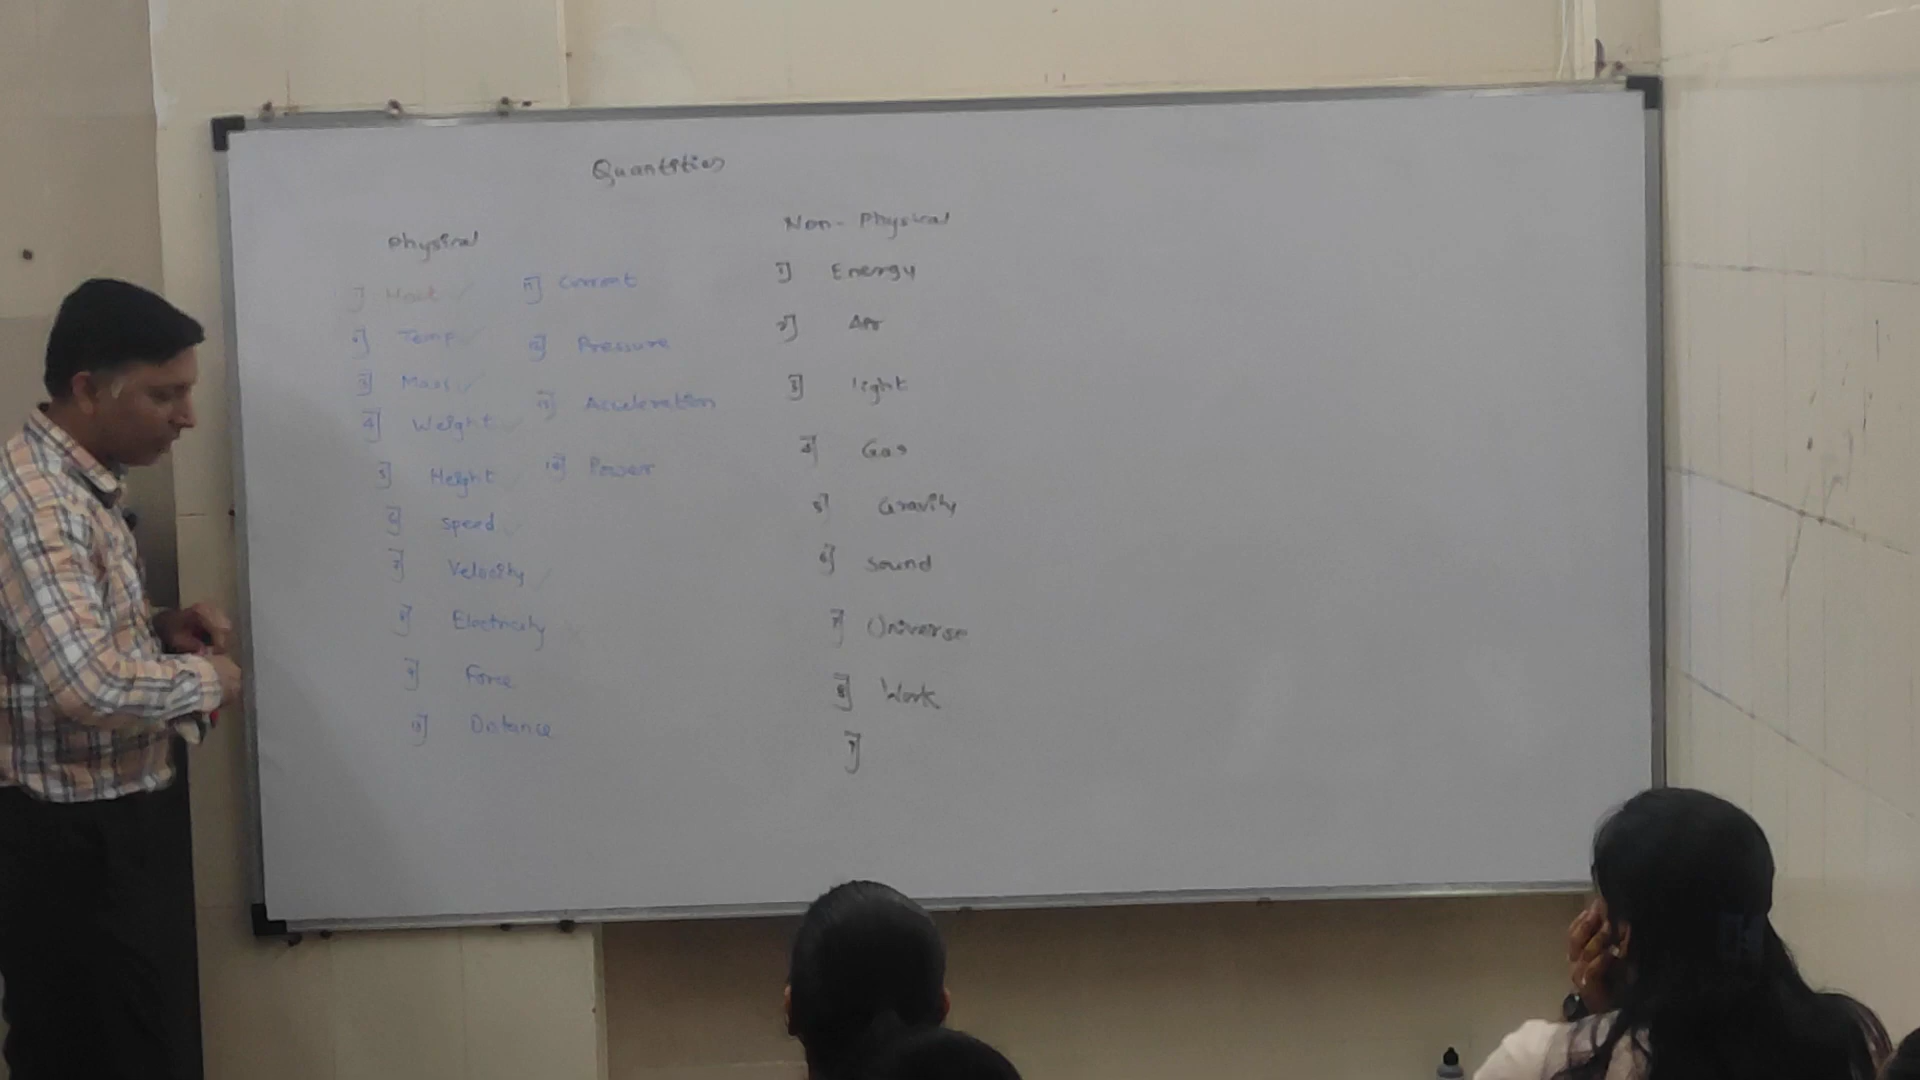 Quantities
Physical
1] Heat ✓
2] Temp ✓
3] Mass ✓
4] Weight ✓
5] Height
6] Speed ✓
7] Velocity ✓
8] Electricity ×
9] Force
10] Distance
11] Current
12] Pressure
13] Acceleration
14] Power
Non-Physical
1] Energy
2] Air
3] light
4] Gas
5] Gravity
6] Sound
7] Universe
8] Work
9]